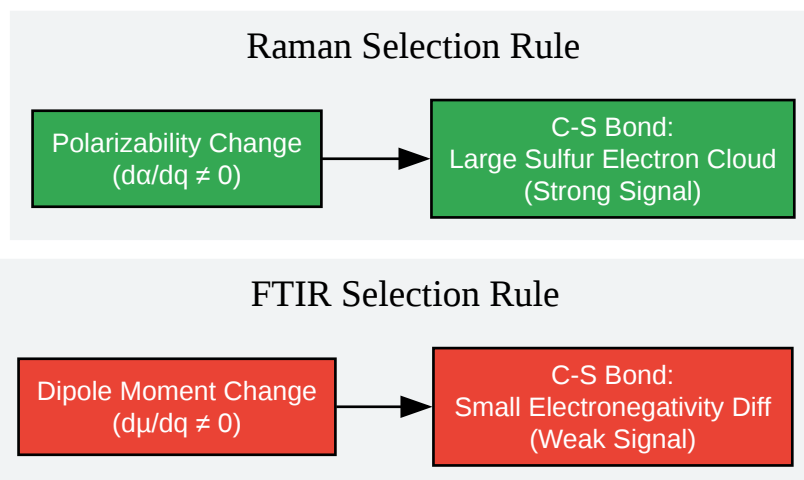 Raman Selection Rule
Polarizability Change
(dα/dq ≠ 0)
C-S Bond:
Large Sulfur Electron Cloud
(Strong Signal)
FTIR Selection Rule
Dipole Moment Change
(dμ/dq ≠ 0)
C-S Bond:
Small Electronegativity Diff
(Weak Signal)